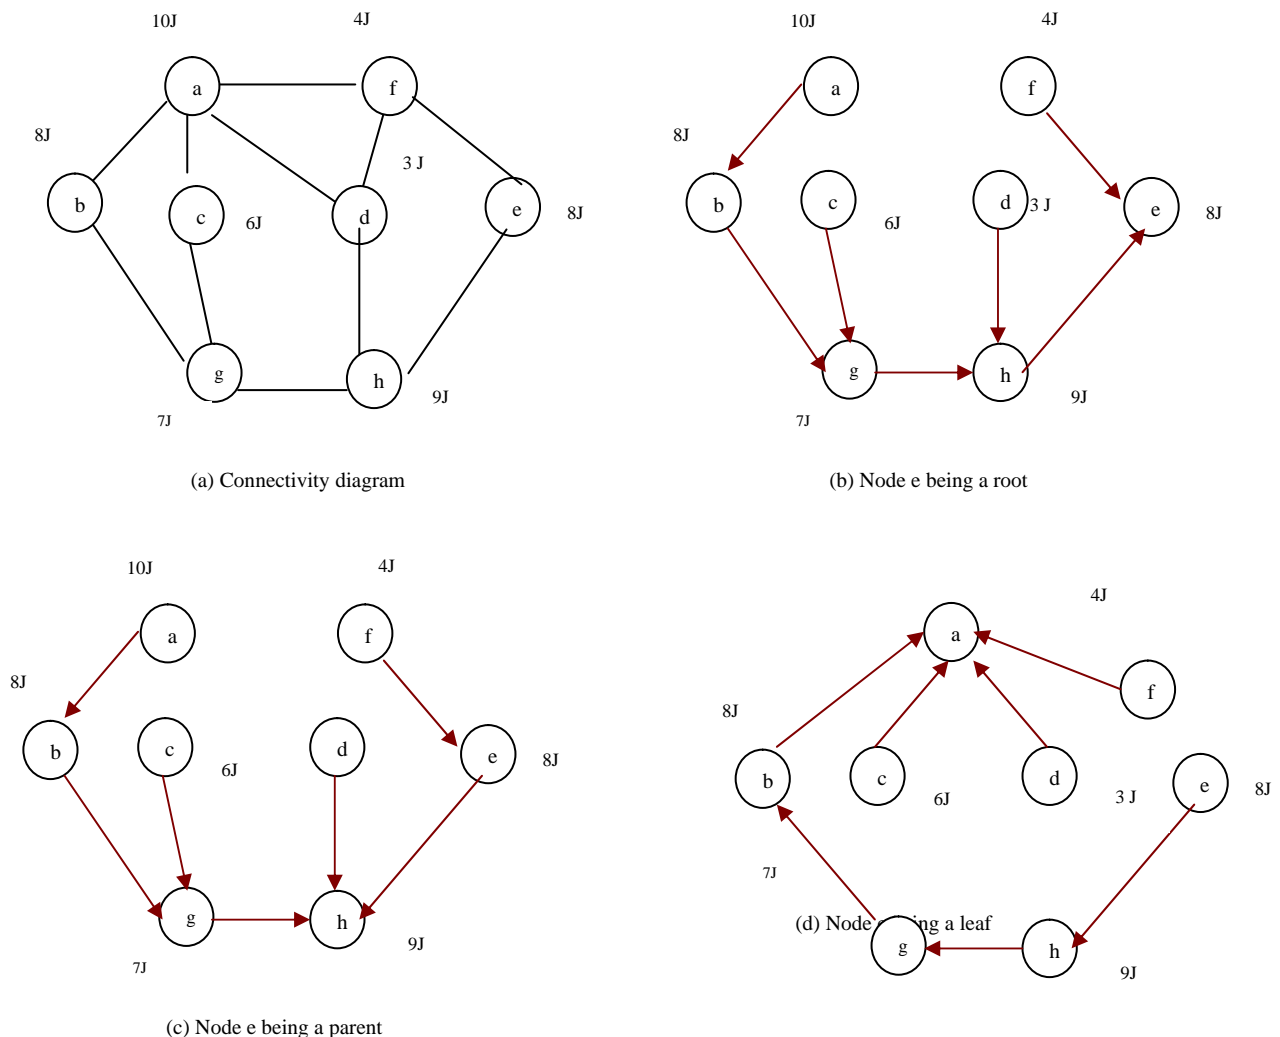 10J
4J
a
f
8J
3 J
b
c
6J
d
e
8J
g
h
9J
7J
(a) Connectivity diagram
10J
4J
a
f
8J
b
c
6J
d
3 J
e
8J
g
h
9J
7J
(b) Node e being a root
10J
4J
a
f
8J
b
c
6J
d
e
8J
g
h
9J
7J
(c) Node e being a parent
4J
a
f
8J
b
c
6J
d
3 J
e
8J
7J
(d) Node being a leaf
g
h
9J